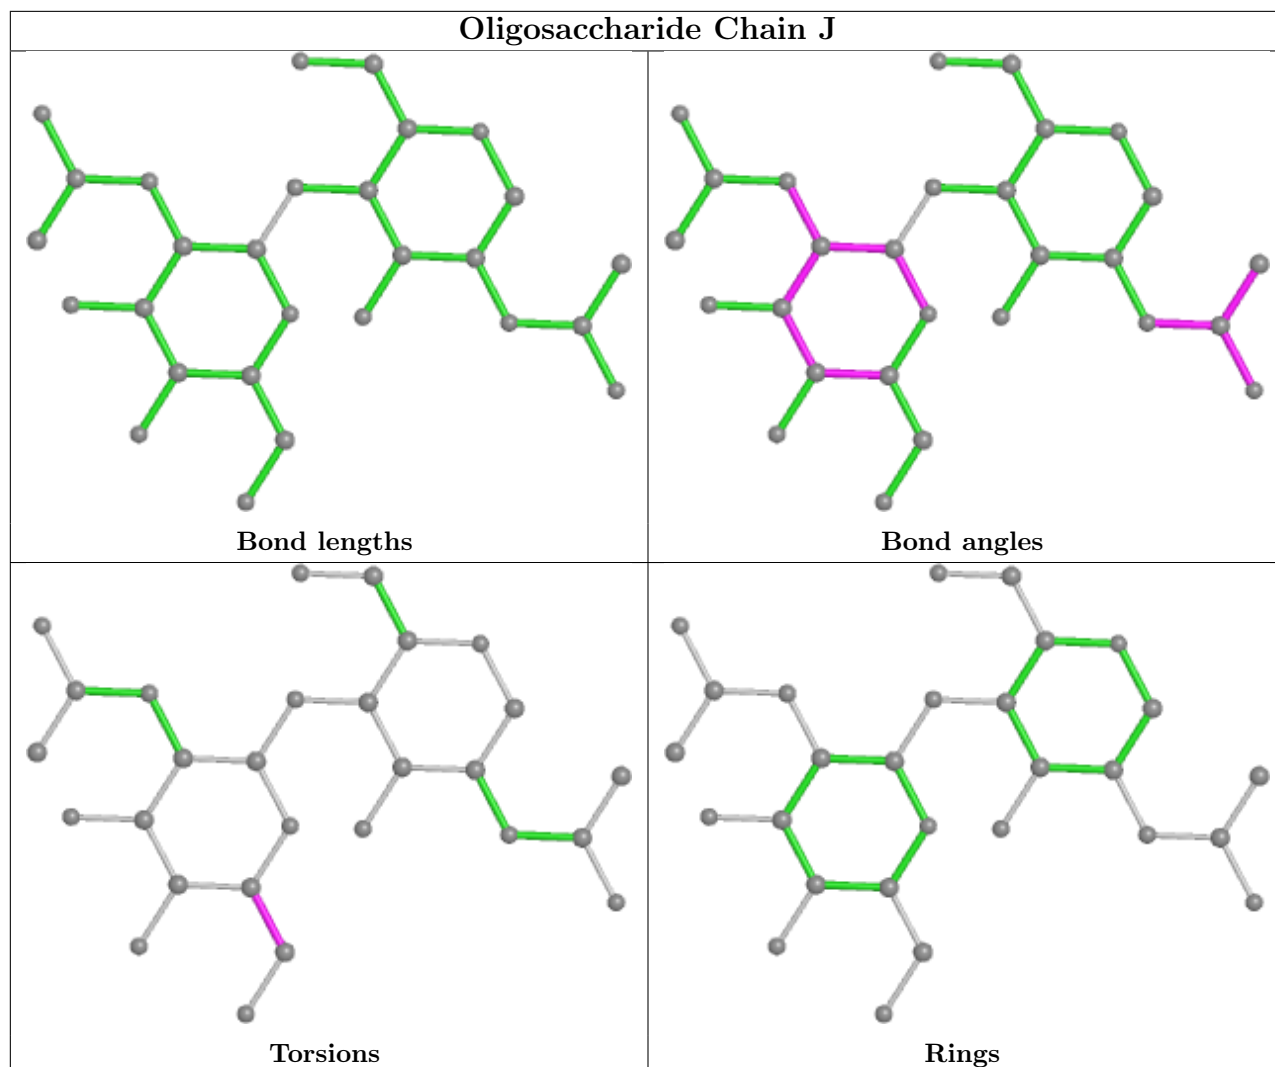 Oligosaccharide Chain J
Bond lengths
Bond angles
Torsions
Rings